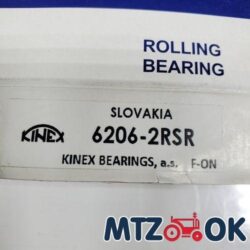 ROLLING
BEARING
SLOVAKIA
KINEX
6206-2RSR
KINEX BEARINGS, a.s. F-ON
MTZ OK